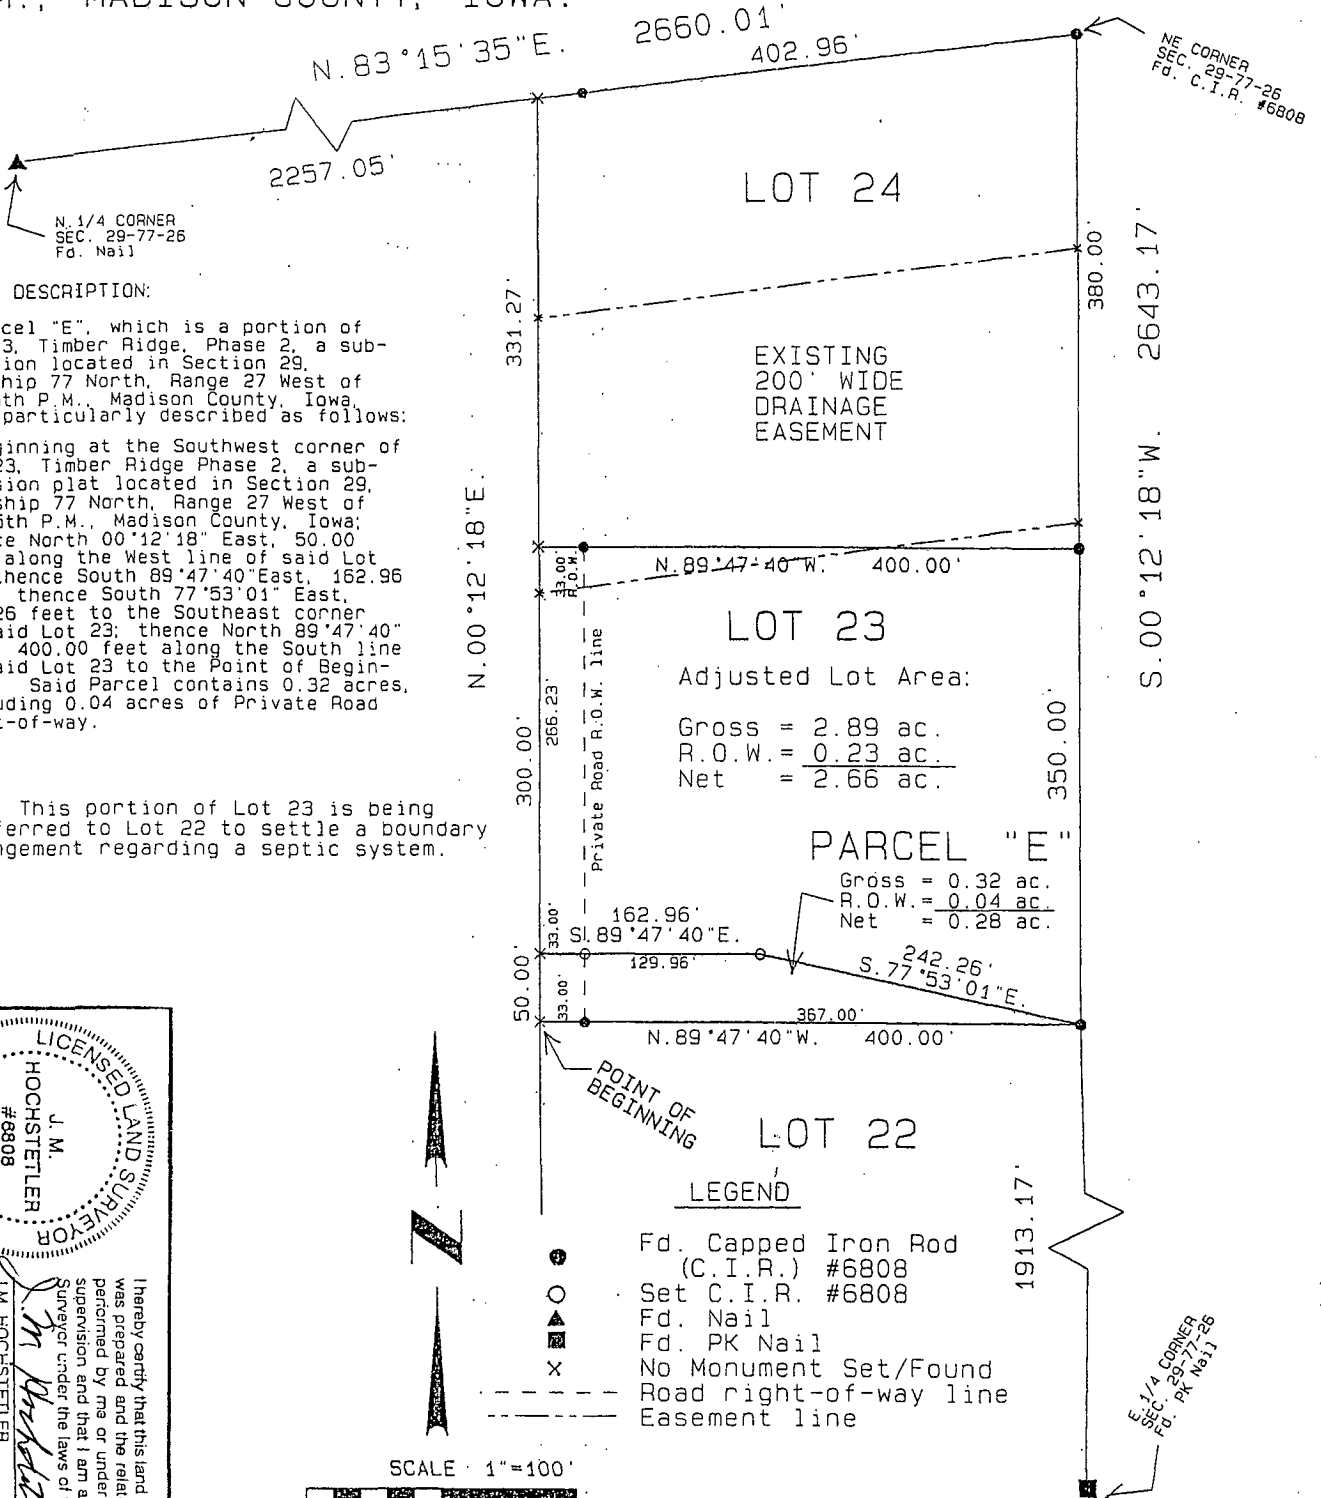 M., MADISON COUNTY, IOWA.
N.83°15'35"E. 2660.01'
402.96'
2257.05'
NE CORNER
SEC. 29-77-26
Fd. C.I.R. #6808
N. 1/4 CORNER
SEC. 29-77-26
Fd. Nail
LOT 24
331.27'
380.00'
S.00°12'18"W. 2643.17'
EXISTING
200' WIDE
DRAINAGE
EASEMENT
DESCRIPTION:
cel "E", which is a portion of
3, Timber Ridge, Phase 2, a sub-
ion located in Section 29,
hip 77 North, Range 27 West of
th P.M., Madison County, Iowa,
particularly described as follows:
ginning at the Southwest corner of
23, Timber Ridge Phase 2, a sub-
sion plat located in Section 29,
ship 77 North, Range 27 West of
5th P.M., Madison County, Iowa;
ce North 00°12'18" East, 50.00
along the West line of said Lot
thence South 89°47'40"East, 162.96
thence South 77°53'01" East,
26 feet to the Southeast corner
aid Lot 23; thence North 89°47'40"
400.00 feet along the South line
aid Lot 23 to the Point of Begin-
Said Parcel contains 0.32 acres,
uding 0.04 acres of Private Road
t-of-way.
This portion of Lot 23 is being
ferred to Lot 22 to settle a boundary
ngement regarding a septic system.
N.00°12'18"E.
33.00'
R.O.W.
N.89°47'40"W. 400.00'
LOT 23
Adjusted Lot Area:
Gross = 2.89 ac.
R.O.W.= 0.23 ac.
Net = 2.66 ac.
266.23'
300.00'
Private Road R.O.W. line
350.00'
PARCEL "E"
Gross = 0.32 ac.
R.O.W.= 0.04 ac.
Net = 0.28 ac.
33.00'
162.96'
S.89°47'40"E.
129.96'
242.26'
S.77°53'01"E.
50.00'
33.00'
367.00'
N.89°47'40"W. 400.00'
POINT OF
BEGINNING
LOT 22
1913.17'
LEGEND
Fd. Capped Iron Rod
(C.I.R.) #6808
Set C.I.R. #6808
Fd. Nail
Fd. PK Nail
No Monument Set/Found
Road right-of-way line
Easement line
N
SCALE 1"=100'
E. 1/4 CORNER
SEC. 29-77-26
Fd. PK Nail
LICENSED LAND SURVEYOR
J. M.
HOCHSTETLER
#6808
I hereby certify that this land
was prepared and the relat
performed by me or under
supervision and that I am a
Surveyor under the laws of
J.M. HOCHSTETLER